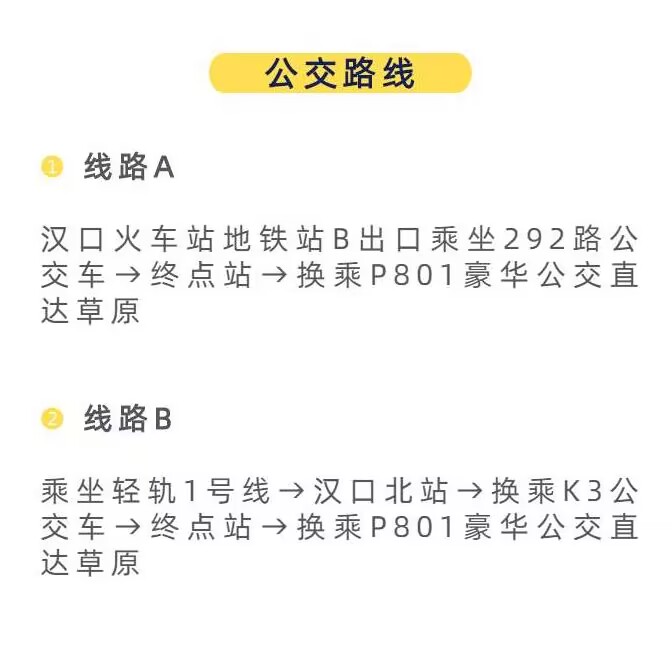 公交路线
1 线路A
汉口火车站地铁站B出口乘坐292路公
交车→终点站→换乘P801豪华公交直
达草原
2 线路B
乘坐轻轨1号线→汉口北站→换乘K3公
交车→终点站→换乘P801豪华公交直
达草原